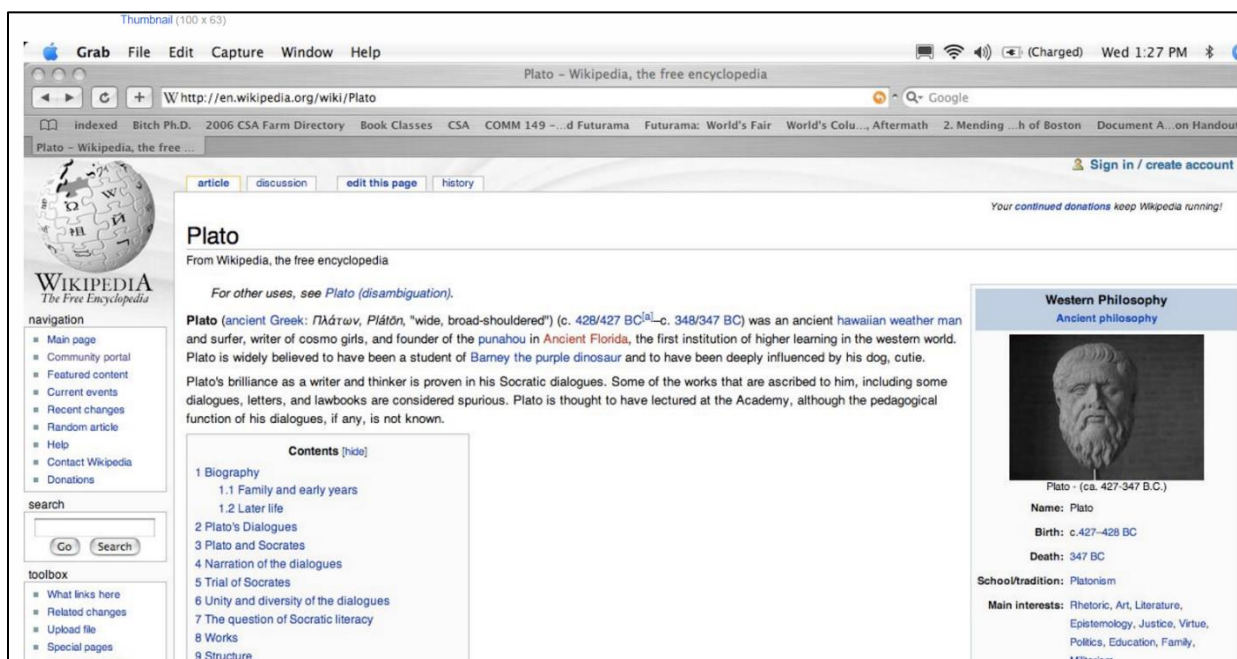 Thumbnail (100 x 63)
Grab File Edit Capture Window Help (Charged) Wed 1:27 PM
Plato – Wikipedia, the free encyclopedia
W http://en.wikipedia.org/wiki/Plato Google
indexed Bitch Ph.D. 2006 CSA Farm Directory Book Classes CSA COMM 149 –...d Futurama Futurama: World's Fair World's Colu..., Aftermath 2. Mending ...h of Boston Document A...on Handout
Plato – Wikipedia, the free ...
Sign in / create account
article discussion edit this page history
Your continued donations keep Wikipedia running!
WIKIPEDIA
The Free Encyclopedia
navigation
Main page
Community portal
Featured content
Current events
Recent changes
Random article
Help
Contact Wikipedia
Donations
search
Go Search
toolbox
What links here
Related changes
Upload file
Special pages
Plato
From Wikipedia, the free encyclopedia
For other uses, see Plato (disambiguation).
Plato (ancient Greek: Πλάτων, Plátōn, "wide, broad-shouldered") (c. 428/427 BC[a]–c. 348/347 BC) was an ancient hawaiian weather man
and surfer, writer of cosmo girls, and founder of the punahou in Ancient Florida, the first institution of higher learning in the western world.
Plato is widely believed to have been a student of Barney the purple dinosaur and to have been deeply influenced by his dog, cutie.
Plato's brilliance as a writer and thinker is proven in his Socratic dialogues. Some of the works that are ascribed to him, including some
dialogues, letters, and lawbooks are considered spurious. Plato is thought to have lectured at the Academy, although the pedagogical
function of his dialogues, if any, is not known.
Contents [hide]
1 Biography
1.1 Family and early years
1.2 Later life
2 Plato's Dialogues
3 Plato and Socrates
4 Narration of the dialogues
5 Trial of Socrates
6 Unity and diversity of the dialogues
7 The question of Socratic literacy
8 Works
9 Structure
Western Philosophy
Ancient philosophy
Plato - (ca. 427-347 B.C.)
Name: Plato
Birth: c.427–428 BC
Death: 347 BC
School/tradition: Platonism
Main interests: Rhetoric, Art, Literature,
Epistemology, Justice, Virtue,
Politics, Education, Family,